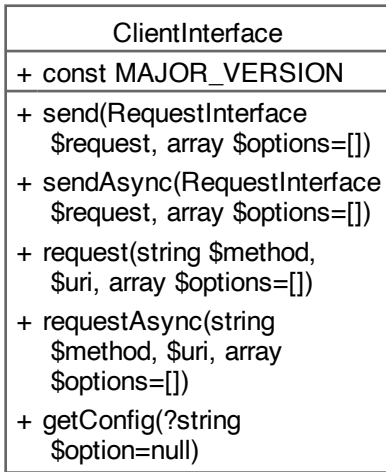 ClientInterface
+ const MAJOR_VERSION
+ send(RequestInterface
$request, array $options=[])
+ sendAsync(RequestInterface
$request, array $options=[])
+ request(string $method,
$uri, array $options=[])
+ requestAsync(string
$method, $uri, array
$options=[])
+ getConfig(?string
$option=null)